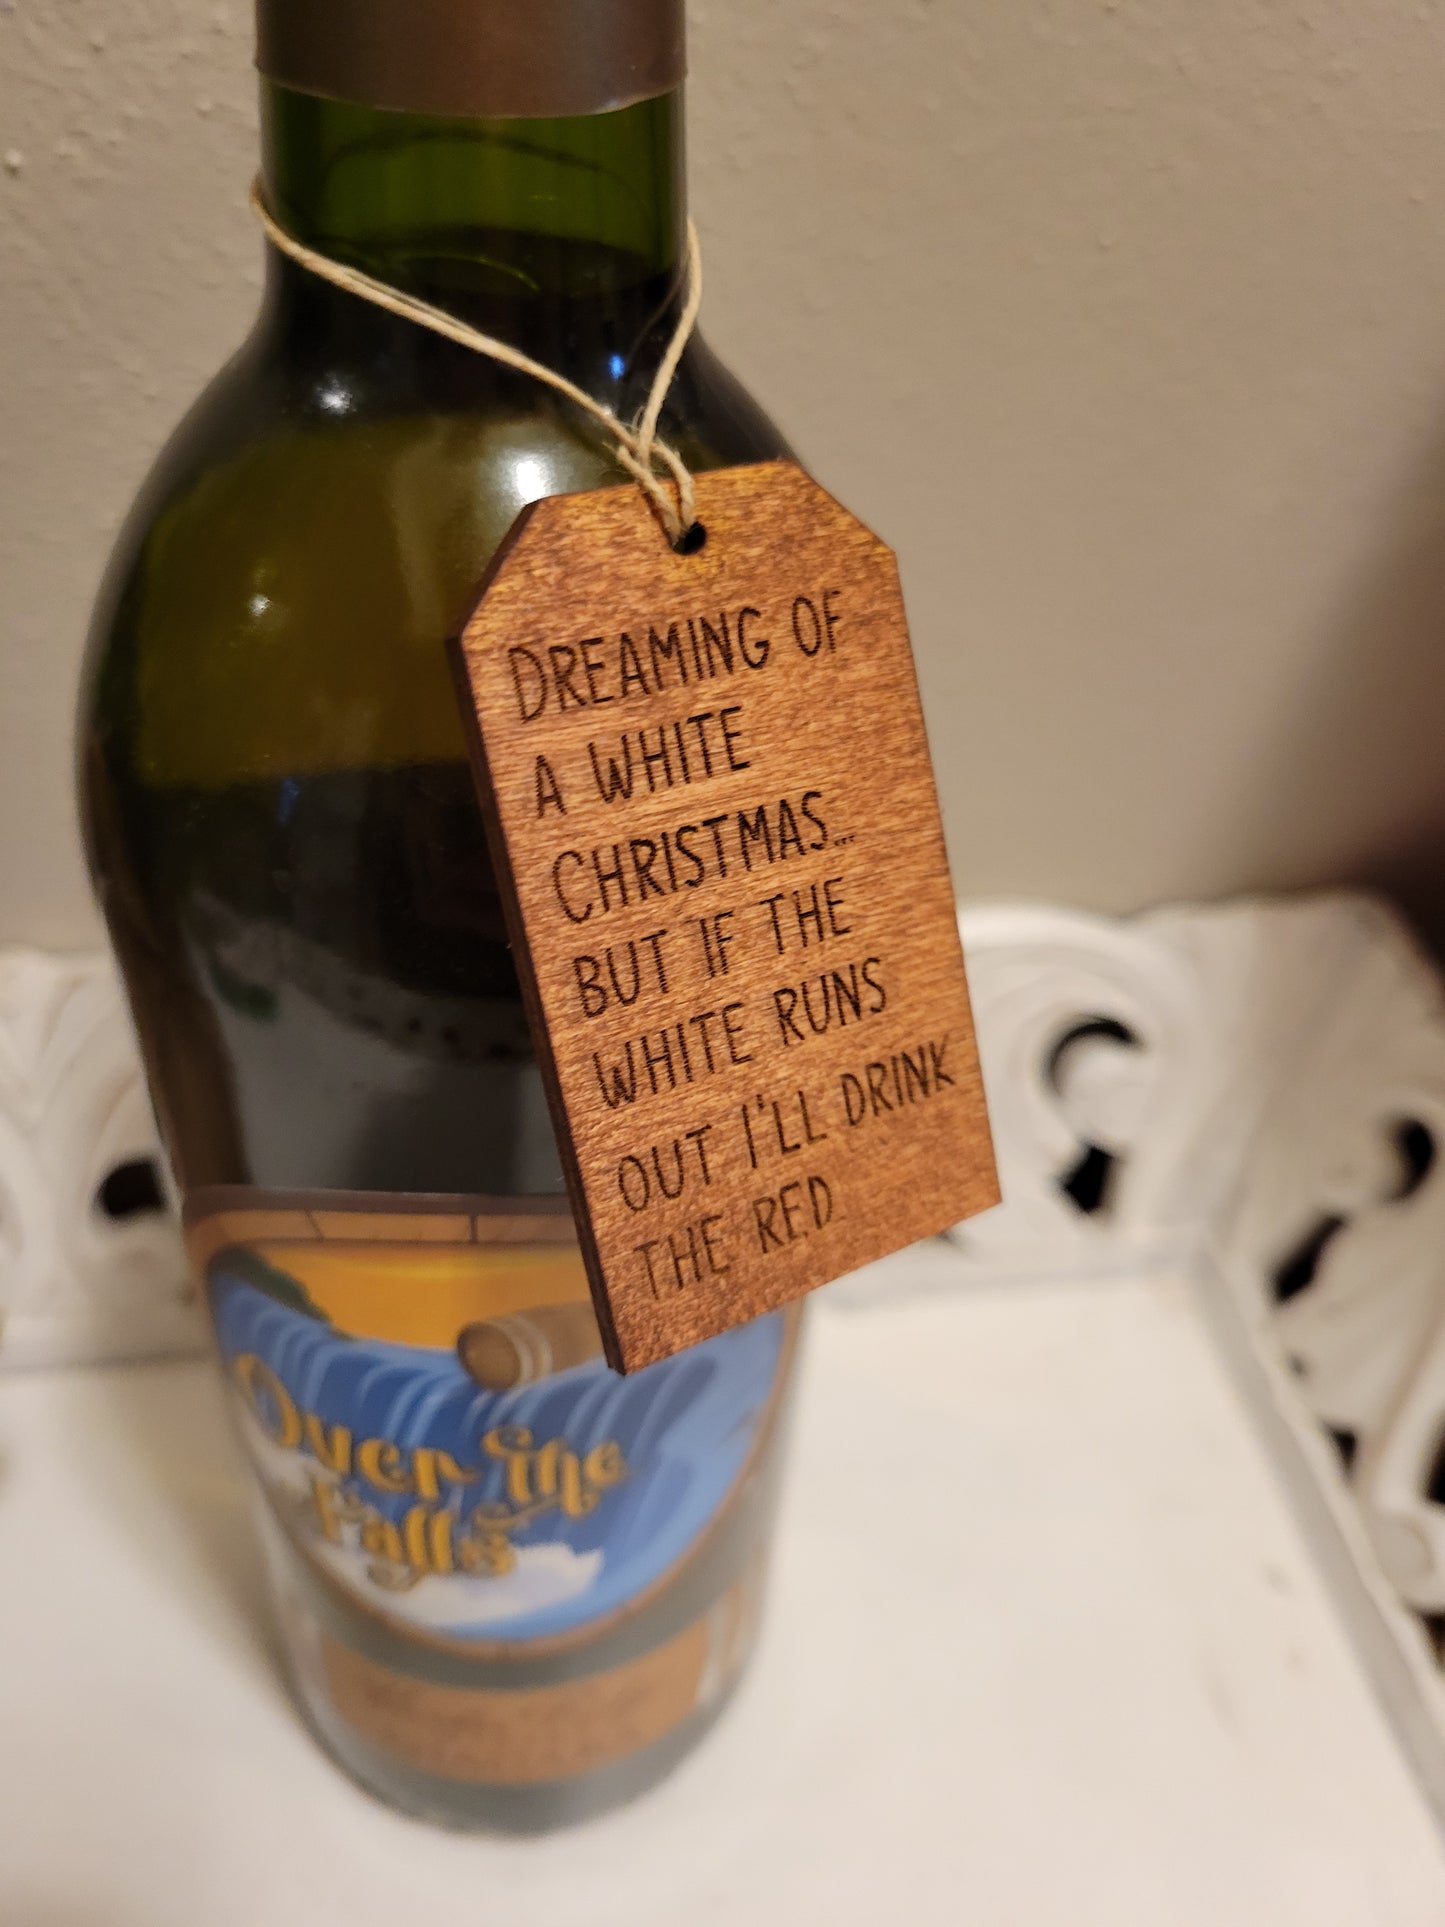 DREAMING OF
A WHITE
CHRISTMAS...
BUT IF THE
WHITE RUNS
OUT I'LL DRINK
THE RED
Over the
Falls